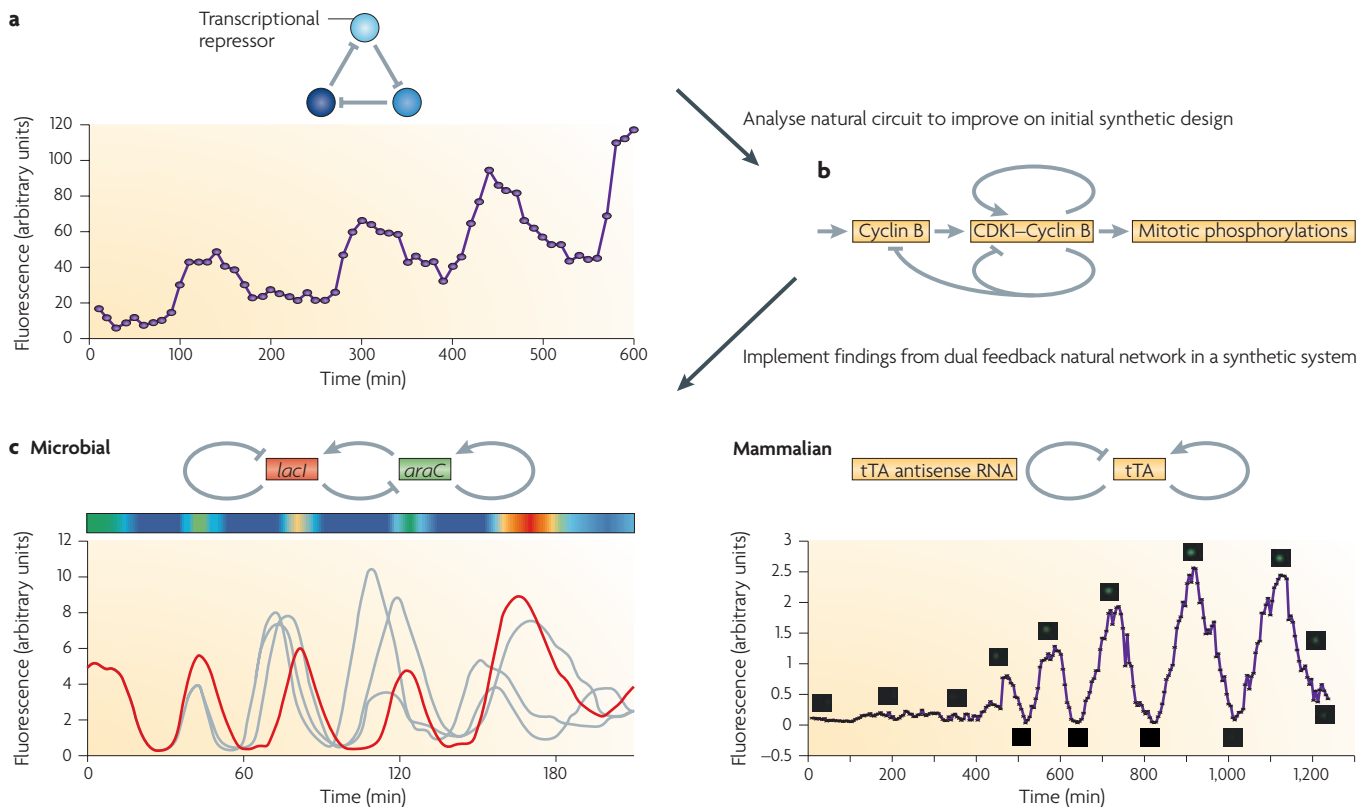 a
Transcriptional
repressor
Fluorescence (arbitrary units)
120
100
80
60
40
20
0
0 100 200 300 400 500 600
Time (min)
Analyse natural circuit to improve on initial synthetic design
b
Cyclin B CDK1–Cyclin B Mitotic phosphorylations
Implement findings from dual feedback natural network in a synthetic system
c Microbial
lacI araC
Fluorescence (arbitrary units)
12
10
8
6
4
2
0
0 60 120 180
Time (min)
Mammalian
tTA antisense RNA tTA
Fluorescence (arbitrary units)
3
2.5
2
1.5
1
0.5
0
–0.5
0 200 400 600 800 1,000 1,200
Time (min)